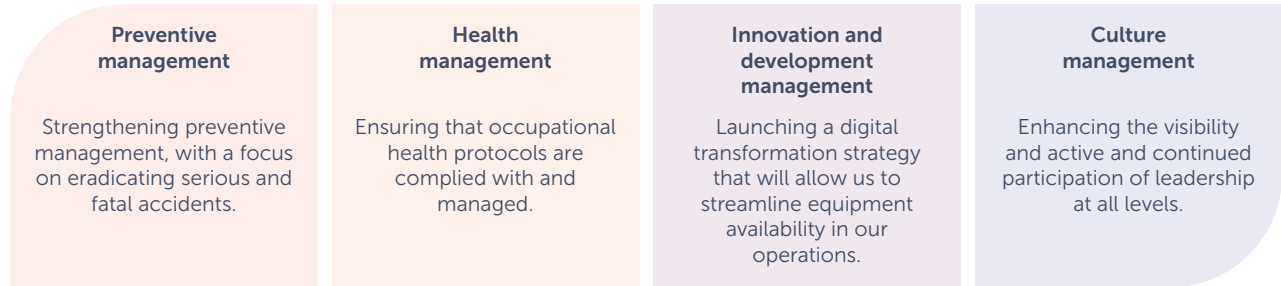 Preventive
management
Strengthening preventive
management, with a focus
on eradicating serious and
fatal accidents.
Health
management
Ensuring that occupational
health protocols are
complied with and
managed.
Innovation and
development
management
Launching a digital
transformation strategy
that will allow us to
streamline equipment
availability in our
operations.
Culture
management
Enhancing the visibility
and active and continued
participation of leadership
at all levels.